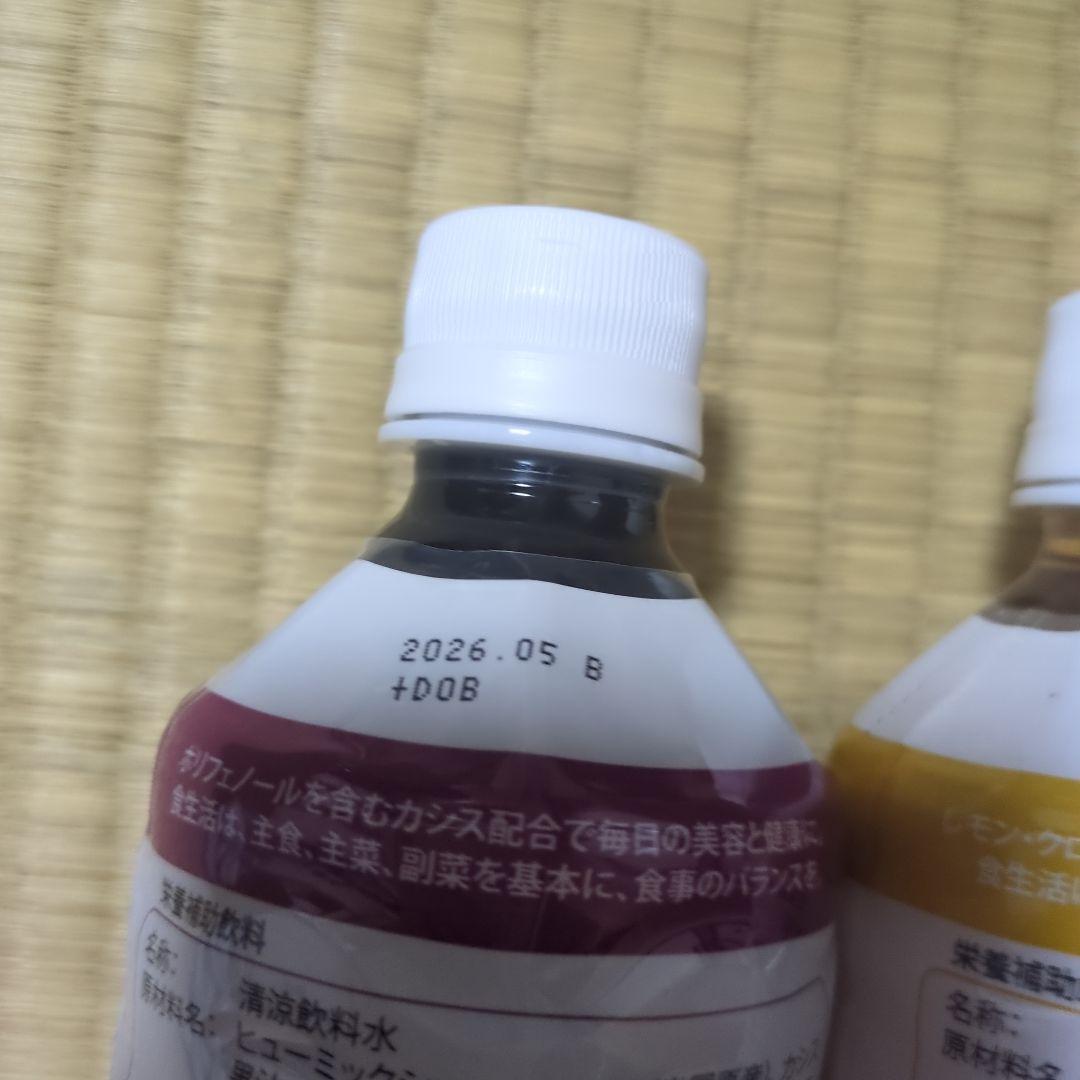 2026.05 B
+DOB
ポリフェノールを含むカシス配合で毎日の美容と健康に。
食生活は、主食、主菜、副菜を基本に、食事のバランスを。
栄養補助飲料
名称:
清涼飲料水
原材料名:
ヒューミック
カシス
レモン・
食生活は
栄養補助
名称:
原材料名